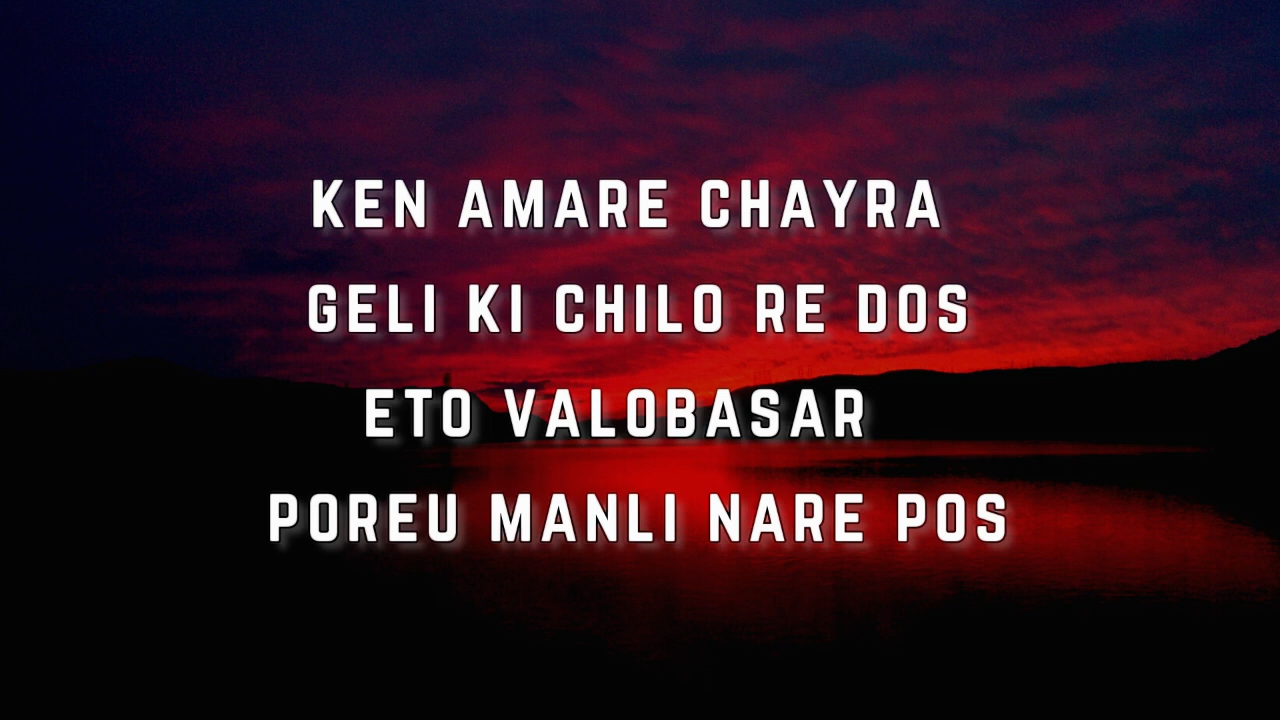 KEN AMARE CHAYRA
GELI KI CHILO RE DOS
ETO VALOBASAR
POREU MANLI NARE POS